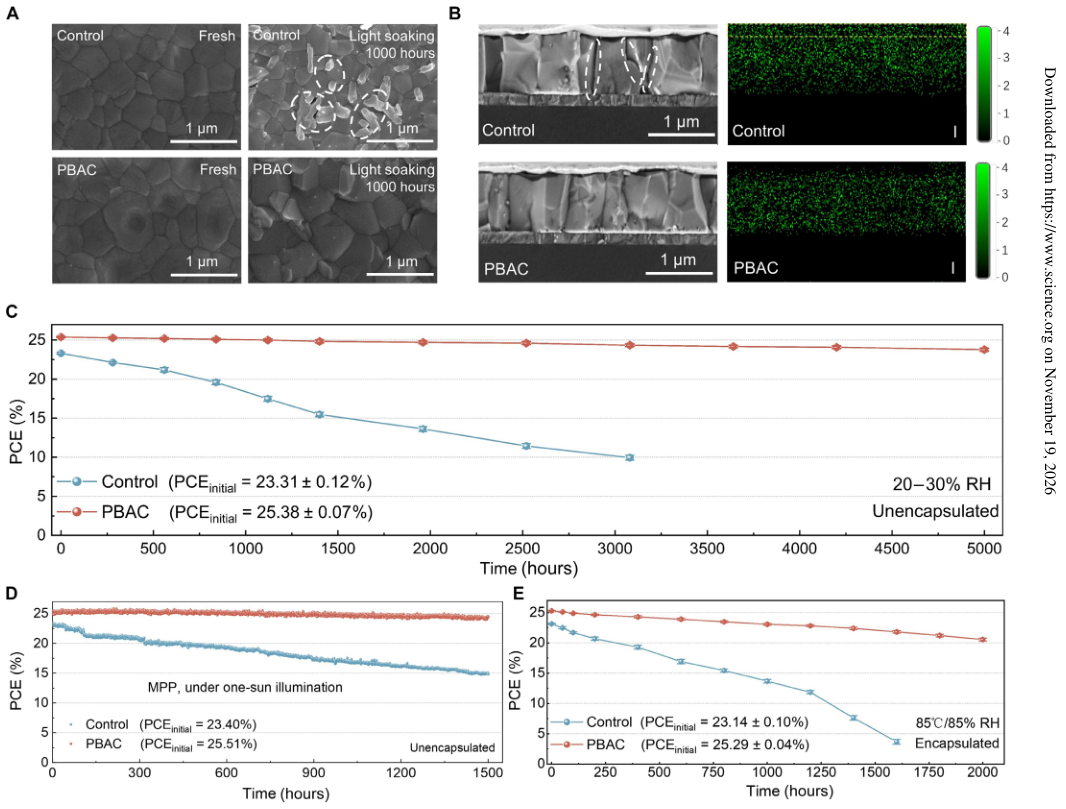 A
Control
Fresh
1 μm
Control
Light soaking
1000 hours
1 μm
PBAC
Fresh
1 μm
PBAC
Light soaking
1000 hours
1 μm
B
Control
1 μm
Control
4
3
2
1
0
PBAC
1 μm
PBAC
4
3
2
1
0
C
PCE (%)
25
20
15
10
5
0
Control (PCEinitial = 23.31 ± 0.12%)
PBAC (PCEinitial = 25.38 ± 0.07%)
20−30% RH
Unencapsulated
0 500 1000 1500 2000 2500 3000 3500 4000 4500 5000
Time (hours)
D
PCE (%)
25
20
15
10
5
0
MPP, under one-sun illumination
Control (PCEinitial = 23.40%)
PBAC (PCEinitial = 25.51%)
Unencapsulated
0 300 600 900 1200 1500
Time (hours)
E
PCE (%)
25
20
15
10
5
0
Control (PCEinitial = 23.14 ± 0.10%)
PBAC (PCEinitial = 25.29 ± 0.04%)
85℃/85% RH
Encapsulated
0 250 500 750 1000 1250 1500 1750 2000
Time (hours)
Downloaded from https://www.science.org on November 19, 2026